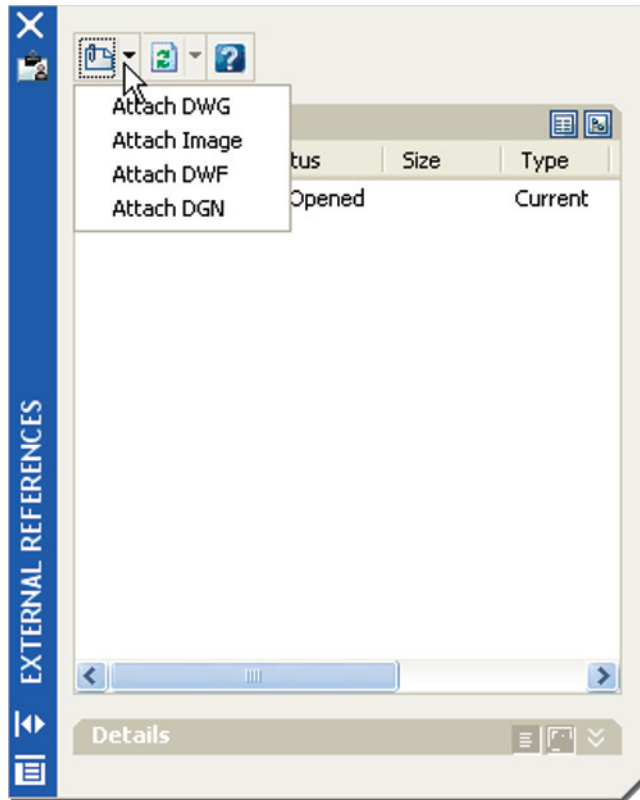 Attach DWG
Attach Image
Attach DWF
Attach DGN
tus Size Type
Opened Current
EXTERNAL REFERENCES
Details